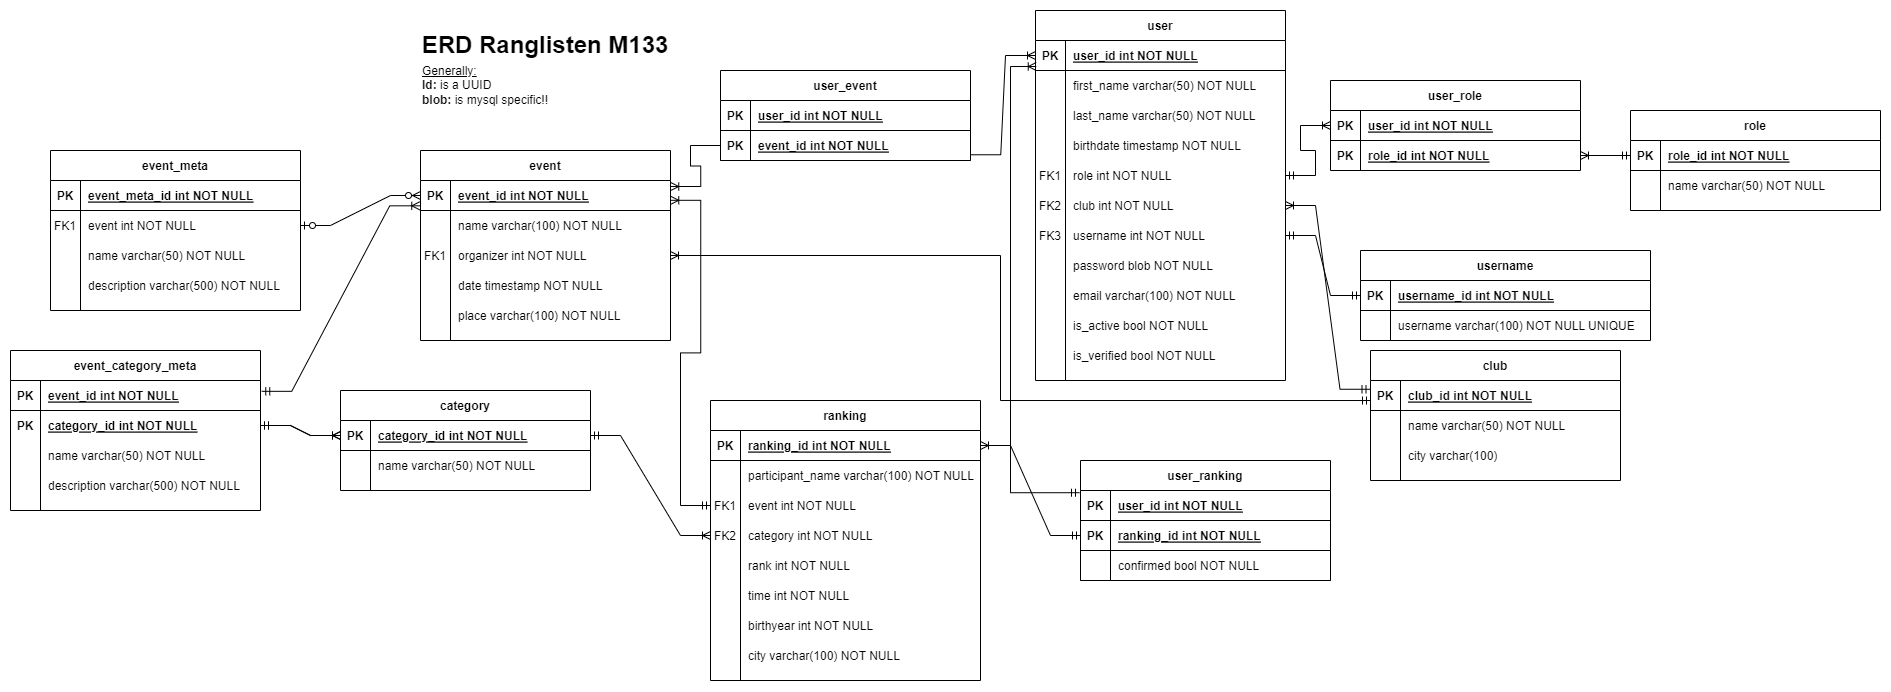 ERD Ranglisten M133
Generally:
Id: is a UUID
blob: is mysql specific!!
event_meta
PK event_meta_id int NOT NULL
FK1 event int NOT NULL
name varchar(50) NOT NULL
description varchar(500) NOT NULL
event
PK event_id int NOT NULL
name varchar(100) NOT NULL
FK1 organizer int NOT NULL
date timestamp NOT NULL
place varchar(100) NOT NULL
user_event
PK user_id int NOT NULL
PK event_id int NOT NULL
user
PK user_id int NOT NULL
first_name varchar(50) NOT NULL
last_name varchar(50) NOT NULL
birthdate timestamp NOT NULL
FK1 role int NOT NULL
FK2 club int NOT NULL
FK3 username int NOT NULL
password blob NOT NULL
email varchar(100) NOT NULL
is_active bool NOT NULL
is_verified bool NOT NULL
user_role
PK user_id int NOT NULL
PK role_id int NOT NULL
role
PK role_id int NOT NULL
name varchar(50) NOT NULL
username
PK username_id int NOT NULL
username varchar(100) NOT NULL UNIQUE
club
PK club_id int NOT NULL
name varchar(50) NOT NULL
city varchar(100)
event_category_meta
PK event_id int NOT NULL
PK category_id int NOT NULL
name varchar(50) NOT NULL
description varchar(500) NOT NULL
category
PK category_id int NOT NULL
name varchar(50) NOT NULL
ranking
PK ranking_id int NOT NULL
participant_name varchar(100) NOT NULL
FK1 event int NOT NULL
FK2 category int NOT NULL
rank int NOT NULL
time int NOT NULL
birthyear int NOT NULL
city varchar(100) NOT NULL
user_ranking
PK user_id int NOT NULL
PK ranking_id int NOT NULL
confirmed bool NOT NULL